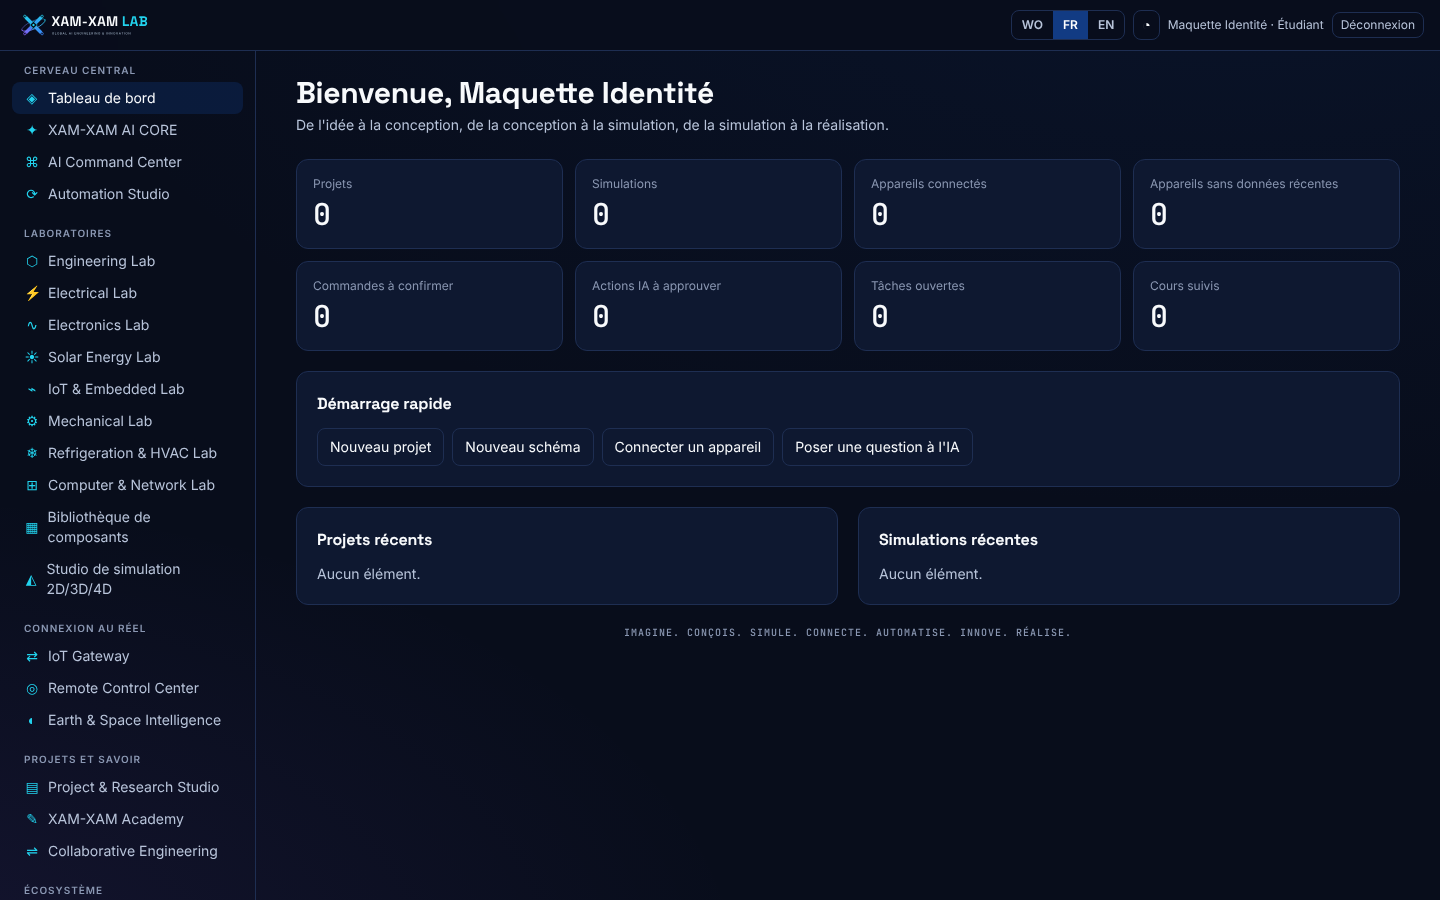 XAM-XAM LAB
GLOBAL AI ENGINEERING & INNOVATION
WO FR EN
Maquette Identité · Étudiant
Déconnexion
CERVEAU CENTRAL
Tableau de bord
XAM-XAM AI CORE
AI Command Center
Automation Studio
LABORATOIRES
Engineering Lab
Electrical Lab
Electronics Lab
Solar Energy Lab
IoT & Embedded Lab
Mechanical Lab
Refrigeration & HVAC Lab
Computer & Network Lab
Bibliothèque de
composants
Studio de simulation
2D/3D/4D
CONNEXION AU RÉEL
IoT Gateway
Remote Control Center
Earth & Space Intelligence
PROJETS ET SAVOIR
Project & Research Studio
XAM-XAM Academy
Collaborative Engineering
ÉCOSYSTÈME
Bienvenue, Maquette Identité
De l'idée à la conception, de la conception à la simulation, de la simulation à la réalisation.
Projets
0
Simulations
0
Appareils connectés
0
Appareils sans données récentes
0
Commandes à confirmer
0
Actions IA à approuver
0
Tâches ouvertes
0
Cours suivis
0
Démarrage rapide
Nouveau projet
Nouveau schéma
Connecter un appareil
Poser une question à l'IA
Projets récents
Aucun élément.
Simulations récentes
Aucun élément.
IMAGINE. CONÇOIS. SIMULE. CONNECTE. AUTOMATISE. INNOVE. RÉALISE.